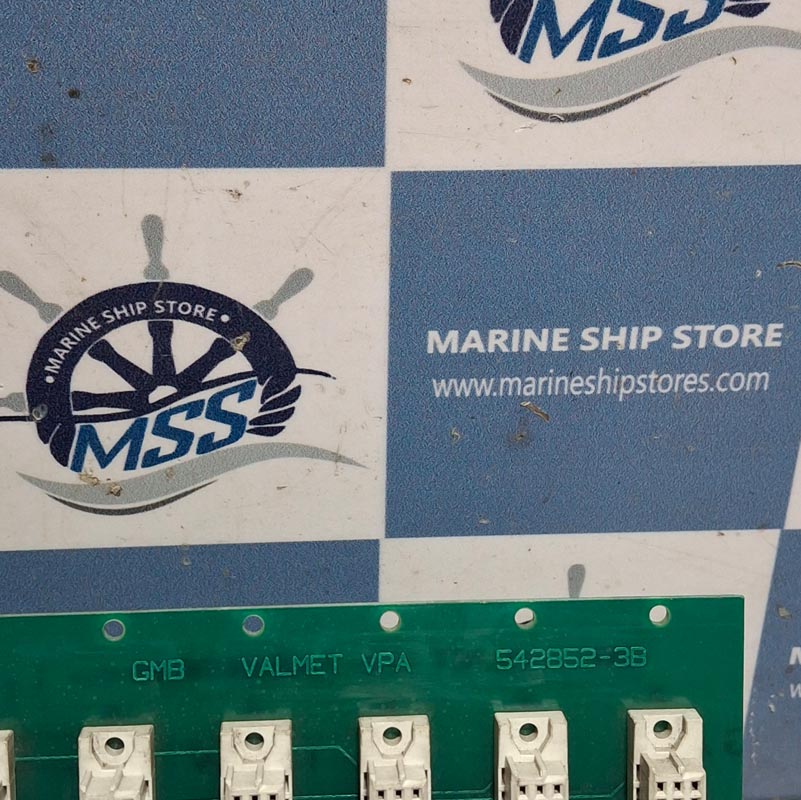 MSS
• MARINE SHIP STORE •
MSS
MARINE SHIP STORE
www.marineshipstores.com
GMB VALMET VPA 542852-3B